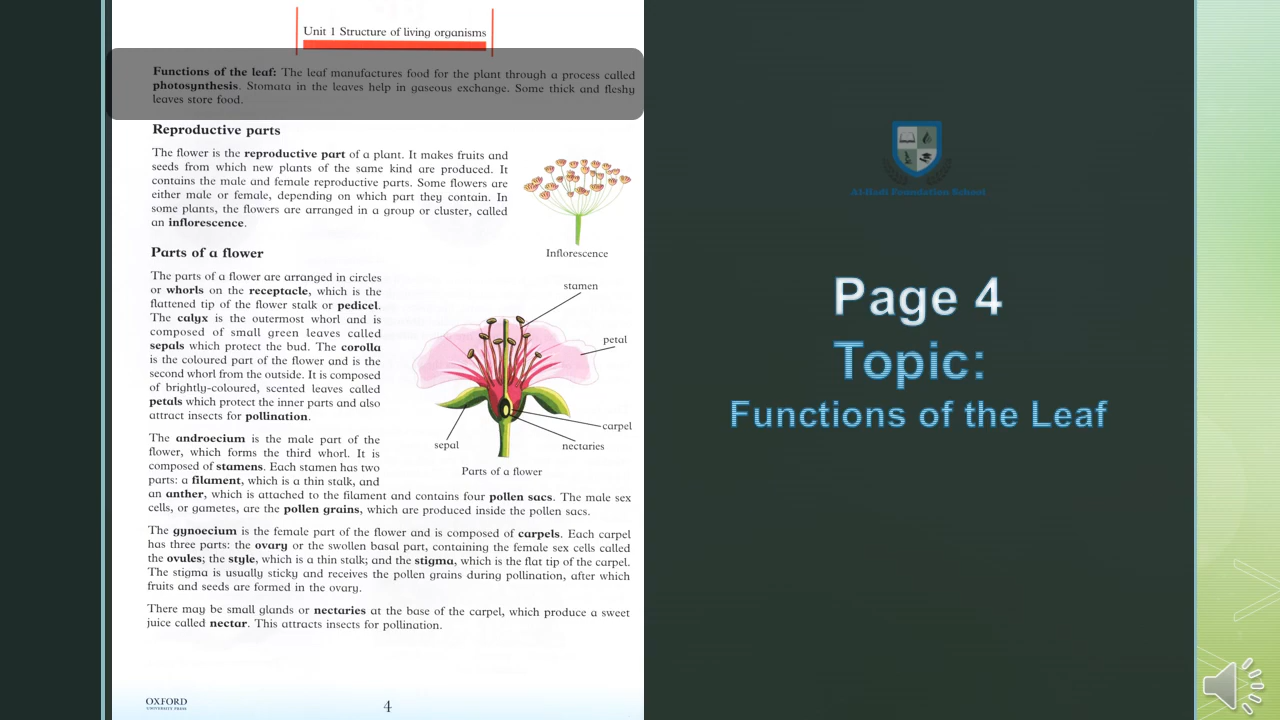 Unit 1 Structure of living organisms
Functions of the leaf: The leaf manufactures food for the plant through a process called
photosynthesis. Stomata in the leaves help in gaseous exchange. Some thick and fleshy
leaves store food.
Reproductive parts
The flower is the reproductive part of a plant. It makes fruits and
seeds from which new plants of the same kind are produced. It
contains the male and female reproductive parts. Some flowers are
either male or female, depending on which part they contain. In
some plants, the flowers are arranged in a group or cluster, called
an inflorescence.
Inflorescence
Parts of a flower
The parts of a flower are arranged in circles
or whorls on the receptacle, which is the
flattened tip of the flower stalk or pedicel.
The calyx is the outermost whorl and is
composed of small green leaves called
sepals which protect the bud. The corolla
is the coloured part of the flower and is the
second whorl from the outside. It is composed
of brightly-coloured, scented leaves called
petals which protect the inner parts and also
attract insects for pollination.
stamen
petal
carpel
nectaries
sepal
Parts of a flower
The androecium is the male part of the
flower, which forms the third whorl. It is
composed of stamens. Each stamen has two
parts: a filament, which is a thin stalk, and
an anther, which is attached to the filament and contains four pollen sacs. The male sex
cells, or gametes, are the pollen grains, which are produced inside the pollen sacs.
The gynoecium is the female part of the flower and is composed of carpels. Each carpel
has three parts: the ovary or the swollen basal part, containing the female sex cells called
the ovules; the style, which is a thin stalk; and the stigma, which is the flat tip of the carpel.
The stigma is usually sticky and receives the pollen grains during pollination, after which
fruits and seeds are formed in the ovary.
There may be small glands or nectaries at the base of the carpel, which produce a sweet
juice called nectar. This attracts insects for pollination.
OXFORD
UNIVERSITY PRESS
4
Al-Hadi Foundation School
Page 4
Topic:
Functions of the Leaf